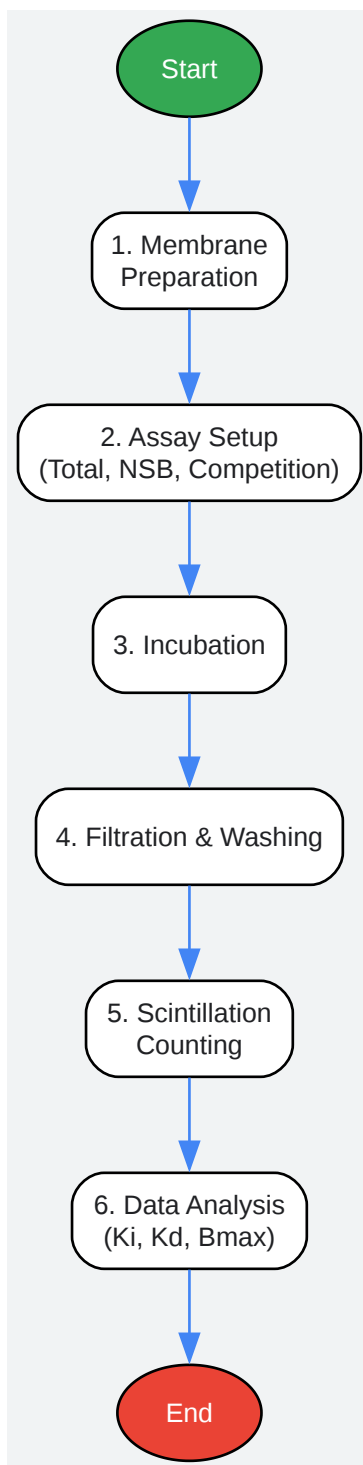 Start
1. Membrane
Preparation
2. Assay Setup
(Total, NSB, Competition)
3. Incubation
4. Filtration & Washing
5. Scintillation
Counting
6. Data Analysis
(Ki, Kd, Bmax)
End